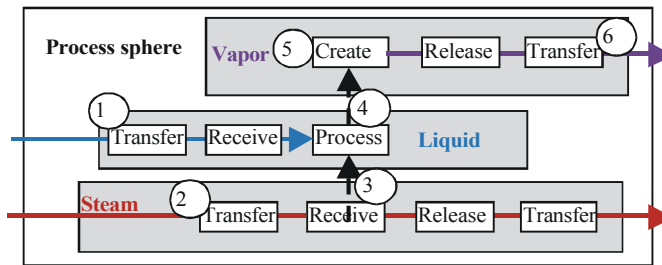 Process sphere
Vapor 5 Create Release Transfer 6
1 4
Transfer Receive Process Liquid
Steam 2 3
Transfer Receive Release Transfer